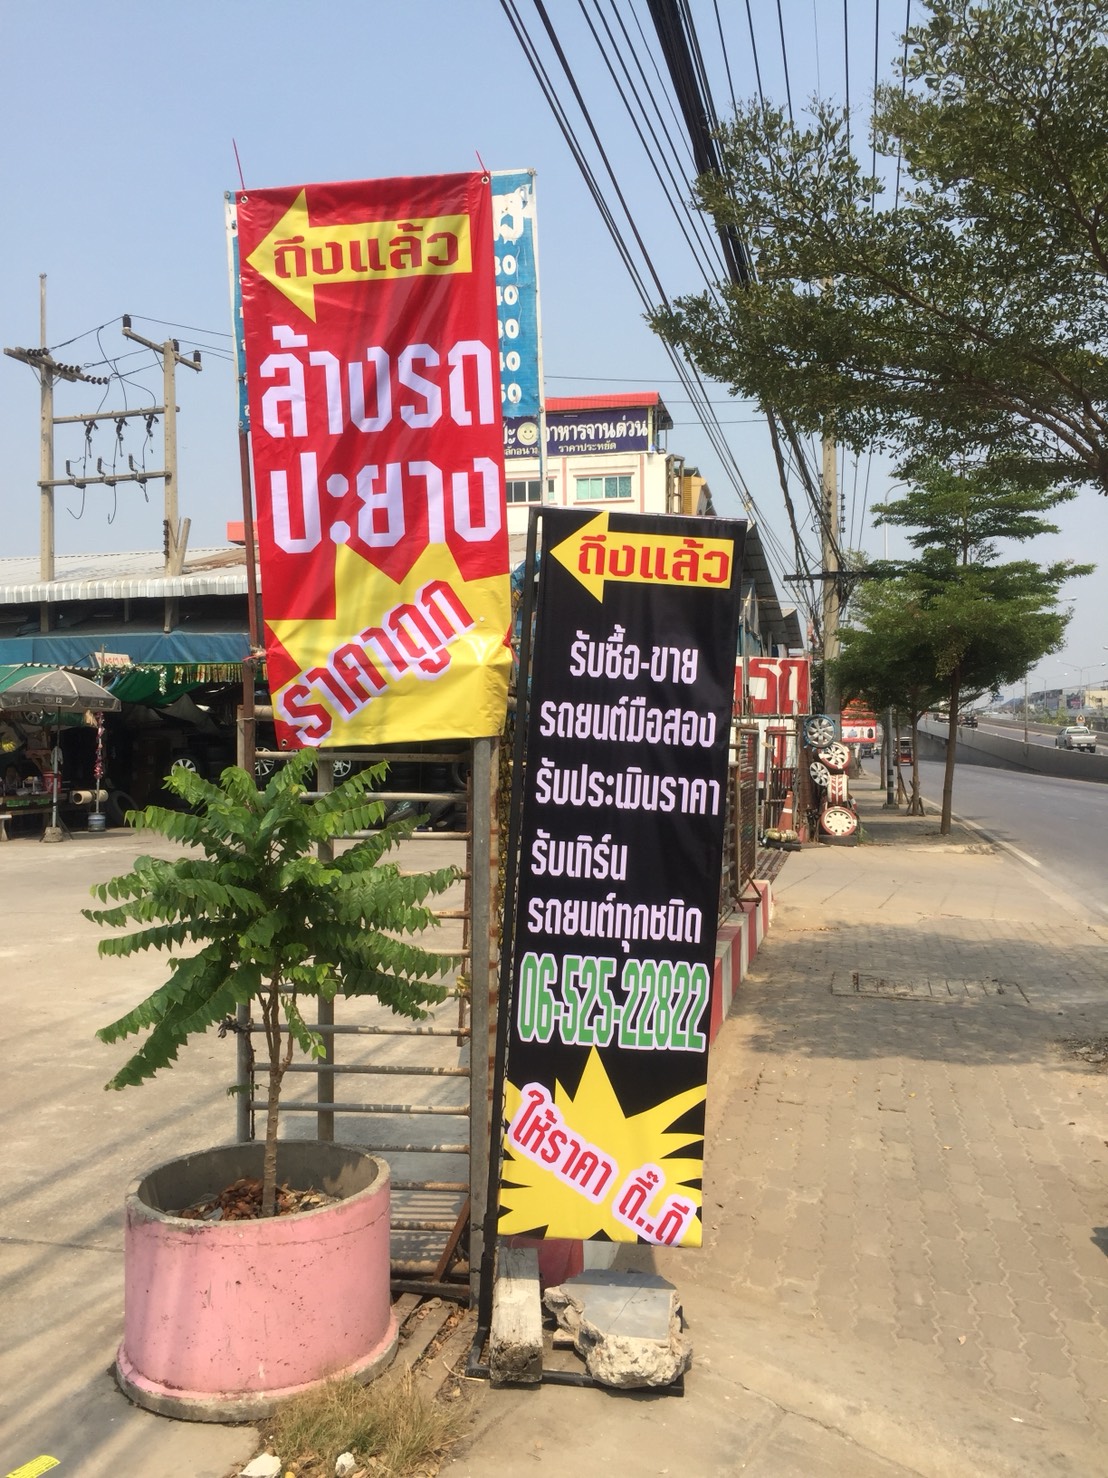 ถึงแล้ว
ล้างรถ
ปะยาง
ราคาถูก
30
40
30
40
50
อาหารจานด่วน
ราคาประหยัด
ถึงแล้ว
รับซื้อ-ขาย
รถยนต์มือสอง
รับประเมินราคา
รับเทิร์น
รถยนต์ทุกชนิด
06-525-22822
ให้ราคา ดี๊..ดี